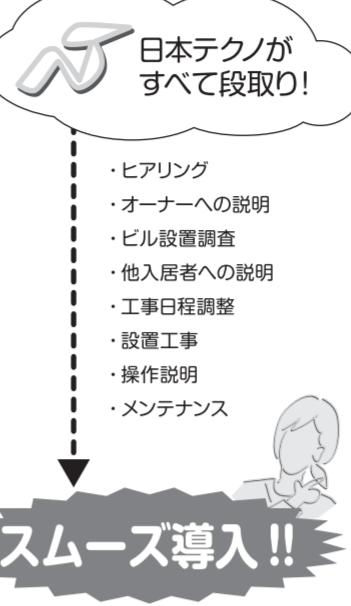 日本テクノが
すべて段取り!
・ヒアリング
・オーナーへの説明
・ビル設置調査
・他入居者への説明
・工事日程調整
・設置工事
・操作説明
・メンテナンス
スムーズ導入!!